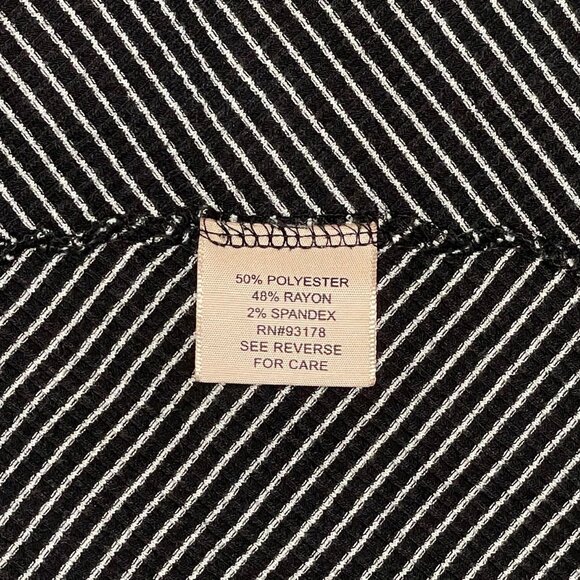 50% POLYESTER
48% RAYON
2% SPANDEX
RN#93178
SEE REVERSE
FOR CARE